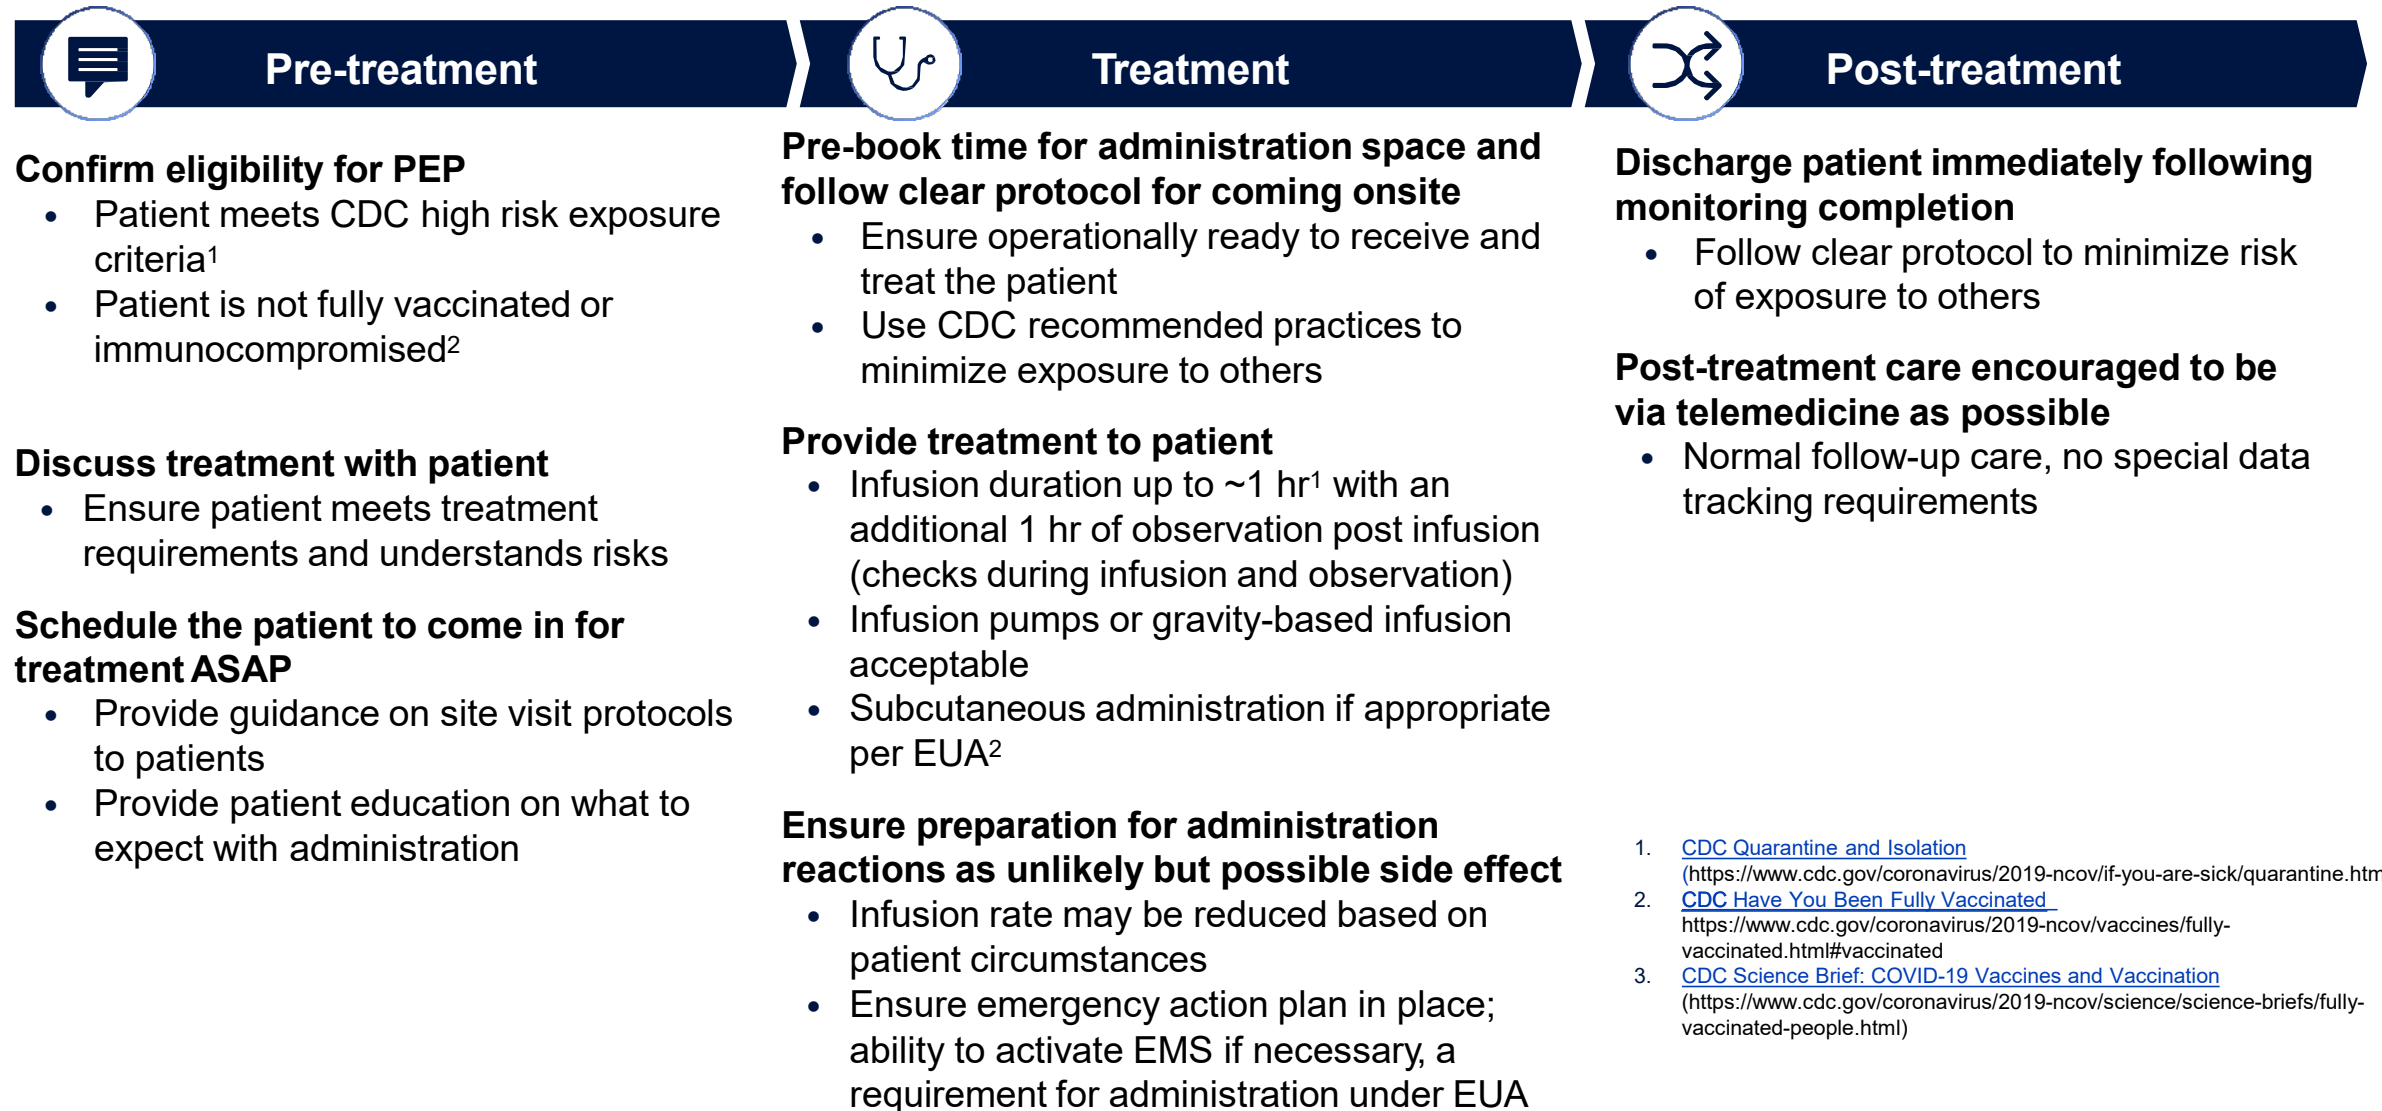 Pre-treatment
Treatment
Post-treatment
Confirm eligibility for PEP
• Patient meets CDC high risk exposure
criteria1
• Patient is not fully vaccinated or
immunocompromised2
Discuss treatment with patient
• Ensure patient meets treatment
requirements and understands risks
Schedule the patient to come in for
treatment ASAP
• Provide guidance on site visit protocols
to patients
• Provide patient education on what to
expect with administration
Pre-book time for administration space and
follow clear protocol for coming onsite
• Ensure operationally ready to receive and
treat the patient
• Use CDC recommended practices to
minimize exposure to others
Provide treatment to patient
• Infusion duration up to ~1 hr1 with an
additional 1 hr of observation post infusion
(checks during infusion and observation)
• Infusion pumps or gravity-based infusion
acceptable
• Subcutaneous administration if appropriate
per EUA2
Ensure preparation for administration
reactions as unlikely but possible side effect
• Infusion rate may be reduced based on
patient circumstances
• Ensure emergency action plan in place;
ability to activate EMS if necessary, a
requirement for administration under EUA
Discharge patient immediately following
monitoring completion
• Follow clear protocol to minimize risk
of exposure to others
Post-treatment care encouraged to be
via telemedicine as possible
• Normal follow-up care, no special data
tracking requirements
1. CDC Quarantine and Isolation
(https://www.cdc.gov/coronavirus/2019-ncov/if-you-are-sick/quarantine.htm
2. CDC Have You Been Fully Vaccinated
https://www.cdc.gov/coronavirus/2019-ncov/vaccines/fully-
vaccinated.html#vaccinated
3. CDC Science Brief: COVID-19 Vaccines and Vaccination
(https://www.cdc.gov/coronavirus/2019-ncov/science/science-briefs/fully-
vaccinated-people.html)